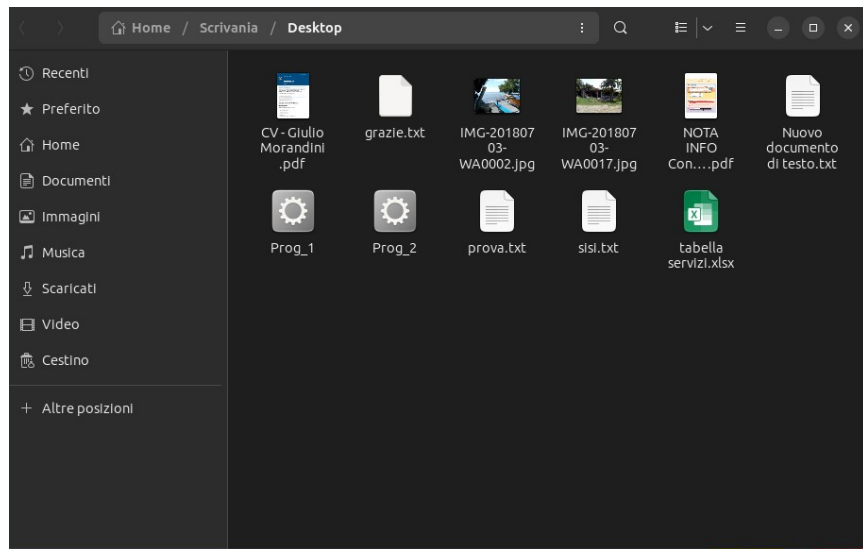 Home / Scrivania / Desktop
Recenti
Preferito
Home
Documenti
Immagini
Musica
Scaricati
Video
Cestino
Altre posizioni
CV - Giulio
Morandini
.pdf
grazie.txt
IMG-201807
03-
WA0002.jpg
IMG-201807
03-
WA0017.jpg
NOTA
INFO
Con....pdf
Nuovo
documento
di testo.txt
Prog_1
Prog_2
prova.txt
sisi.txt
tabella
servizi.xlsx